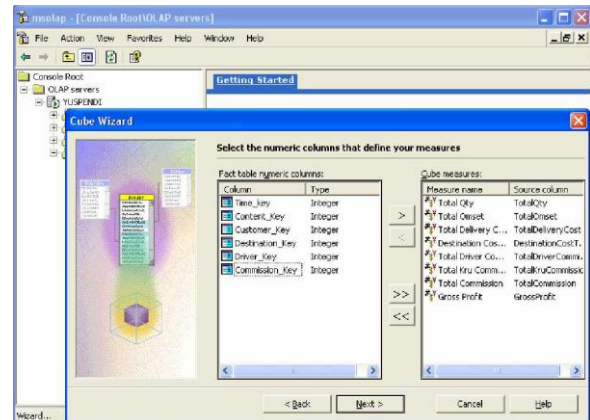 msolap - [Console Root\OLAP servers]
File Action View Favorites Help Window Help
Console Root
OLAP servers
YUSPENDI
Getting Started
Cube Wizard
Select the numeric columns that define your measures
Fact table numeric columns:
Column Type
Time_key Integer
Content_Key Integer
Customer_Key Integer
Destination_Key Integer
Driver_Key Integer
Commission_Key Integer
>
<
>>
<<
Cube measures:
Measure name Source column
Total Qty TotalQty
Total Omset TotalOmset
Total Delivery C... TotalDeliveryCost
Destination Cos... DestinationCostT.
Total Driver Co... TotalDriverCommi.
Total Kru Comm... TotalKruCommissic
Total Commission TotalCommission
Gross Profit GrossProfit
< Back Next > Cancel Help
Wizard...